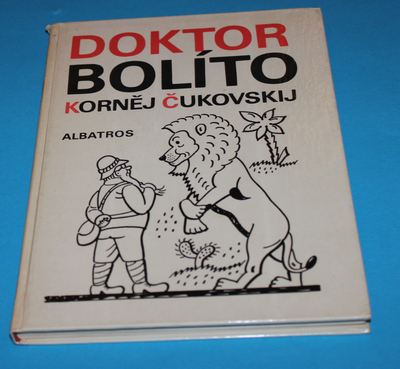 DOKTOR
BOLÍTO
KORNĚJ ČUKOVSKIJ
ALBATROS